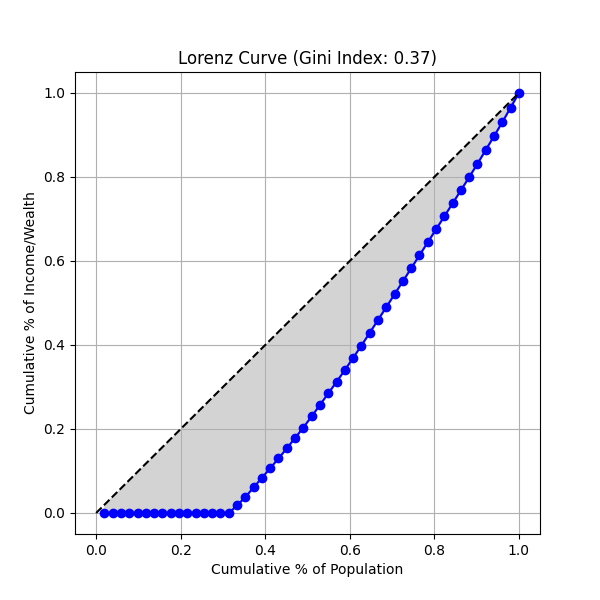 Lorenz Curve (Gini Index: 0.37)
Cumulative % of Income/Wealth
1.0
0.8
0.6
0.4
0.2
0.0
0.0 0.2 0.4 0.6 0.8 1.0
Cumulative % of Population